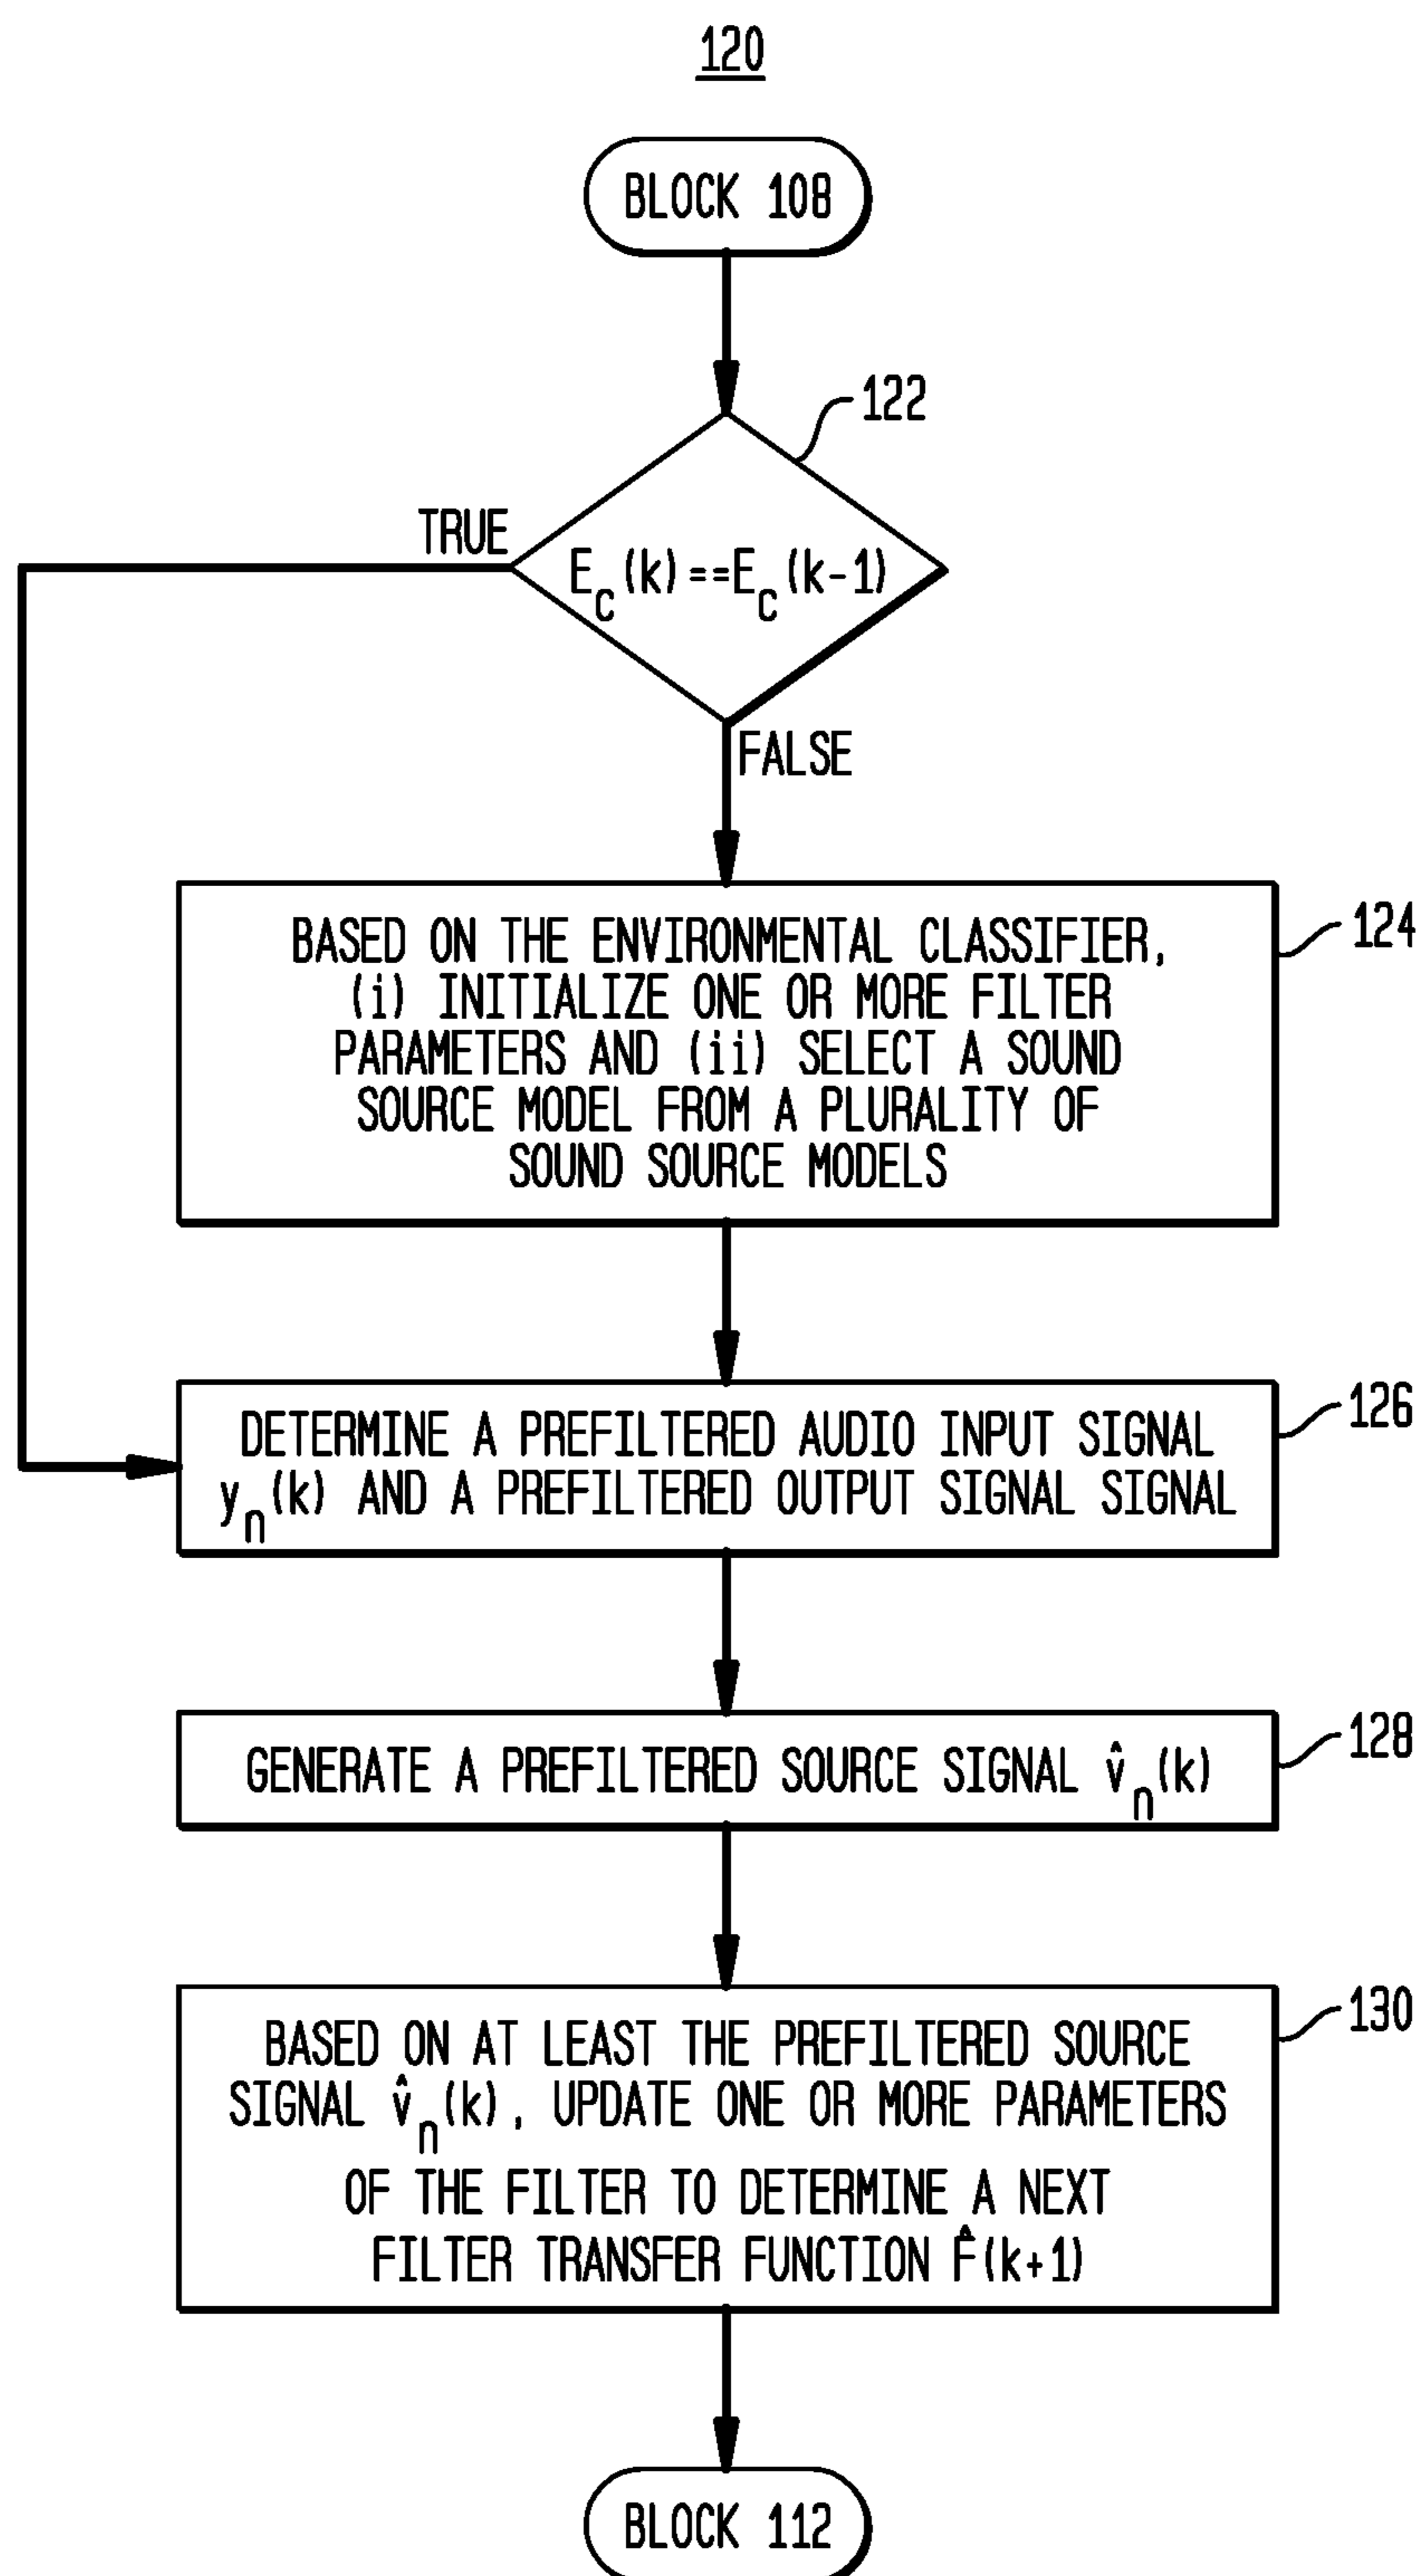 120
BLOCK 108
122
TRUE
E_c(k)==E_c(k-1)
FALSE
BASED ON THE ENVIRONMENTAL CLASSIFIER,
(i) INITIALIZE ONE OR MORE FILTER
PARAMETERS AND (ii) SELECT A SOUND
SOURCE MODEL FROM A PLURALITY OF
SOUND SOURCE MODELS
124
DETERMINE A PREFILTERED AUDIO INPUT SIGNAL
y_n(k) AND A PREFILTERED OUTPUT SIGNAL SIGNAL
126
GENERATE A PREFILTERED SOURCE SIGNAL v̂_n(k)
128
BASED ON AT LEAST THE PREFILTERED SOURCE
SIGNAL v̂_n(k), UPDATE ONE OR MORE PARAMETERS
OF THE FILTER TO DETERMINE A NEXT
FILTER TRANSFER FUNCTION F̂(k+1)
130
BLOCK 112